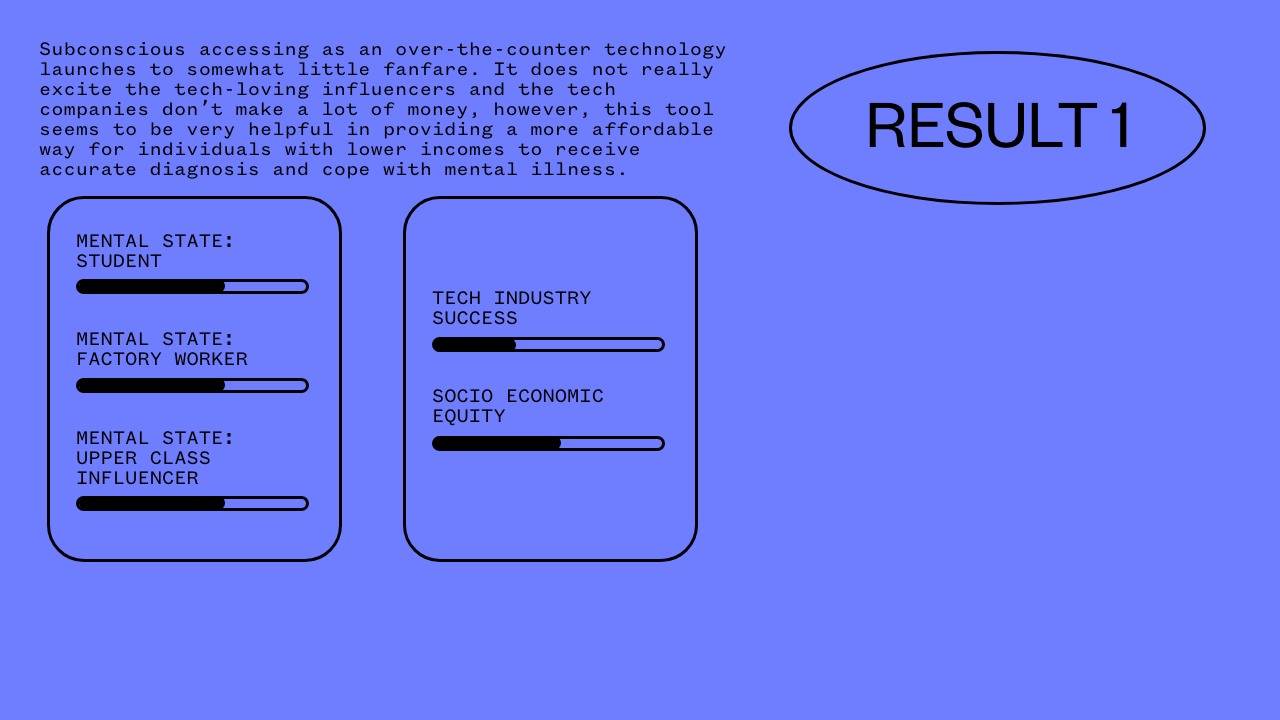 Subconscious accessing as an over-the-counter technology
launches to somewhat little fanfare. It does not really
excite the tech-loving influencers and the tech
companies don’t make a lot of money, however, this tool
seems to be very helpful in providing a more affordable
way for individuals with lower incomes to receive
accurate diagnosis and cope with mental illness.
RESULT 1
MENTAL STATE:
STUDENT
MENTAL STATE:
FACTORY WORKER
MENTAL STATE:
UPPER CLASS
INFLUENCER
TECH INDUSTRY
SUCCESS
SOCIO ECONOMIC
EQUITY